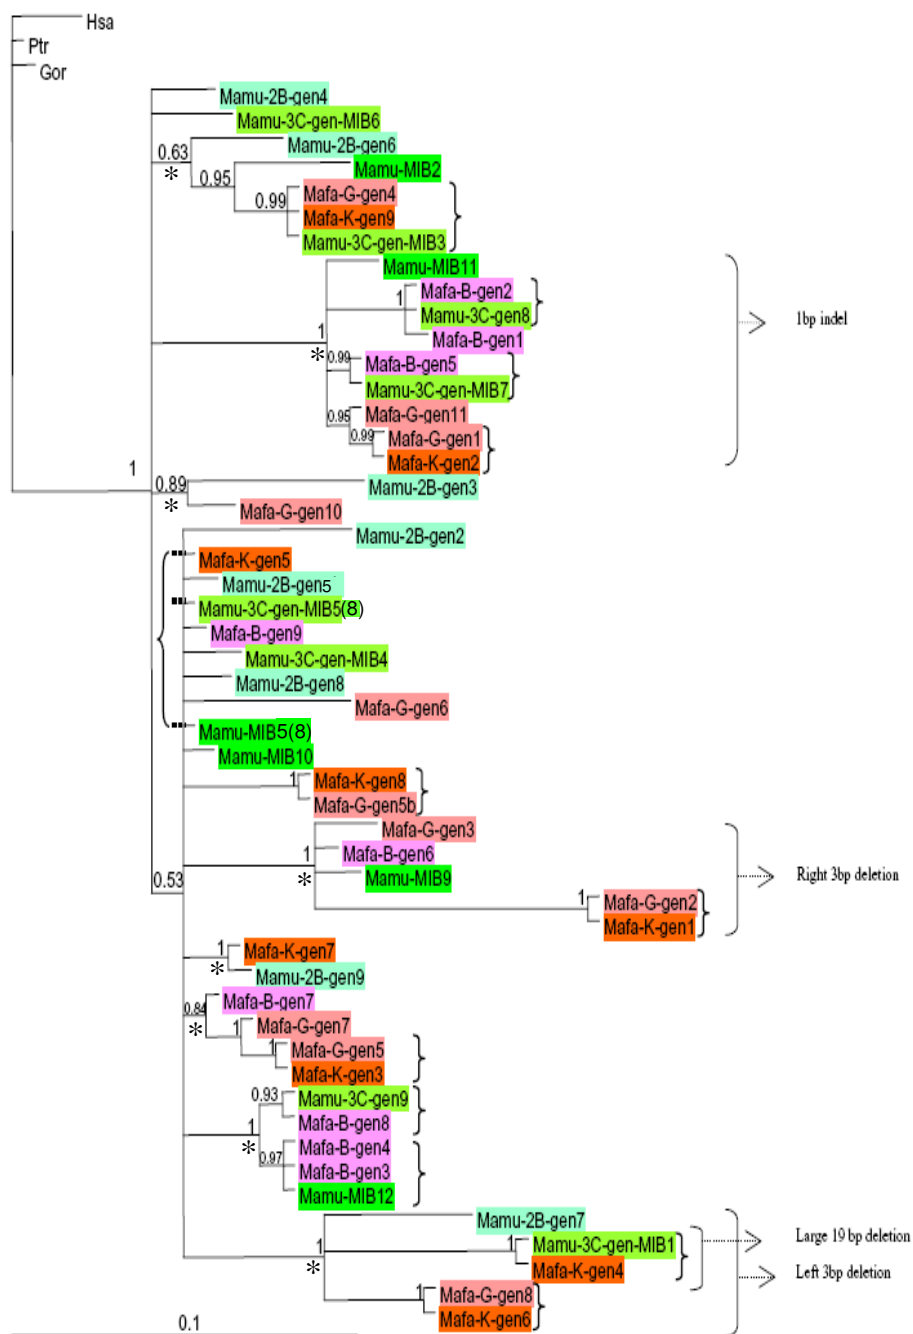 Hsa
Ptr
Gor
Mamu-2B-gen4
Mamu-3C-gen-MIB6
Mamu-2B-gen6
0.63
*
Mamu-MIB2
0.95
Mafa-G-gen4
0.99
Mafa-K-gen9
Mamu-3C-gen-MIB3
Mamu-MIB11
Mafa-B-gen2
1
Mamu-3C-gen8
1bp indel
1
Mafa-B-gen1
*
0.99
Mafa-B-gen5
Mamu-3C-gen-MIB7
0.95
Mafa-G-gen11
0.99
Mafa-G-gen1
Mafa-K-gen2
1
0.89
Mamu-2B-gen3
*
Mafa-G-gen10
Mamu-2B-gen2
Mafa-K-gen5
Mamu-2B-gen5
Mamu-3C-gen-MIB5(8)
Mafa-B-gen9
Mamu-3C-gen-MIB4
Mamu-2B-gen8
Mafa-G-gen6
Mamu-MIB5(8)
Mamu-MIB10
1
Mafa-K-gen8
Mafa-G-gen5b
Mafa-G-gen3
1
Mafa-B-gen6
*
Mamu-MIB9
Right 3bp deletion
0.53
1
Mafa-G-gen2
Mafa-K-gen1
1
Mafa-K-gen7
*
Mamu-2B-gen9
Mafa-B-gen7
0.84
*
1
Mafa-G-gen7
1
Mafa-G-gen5
Mafa-K-gen3
0.93
Mamu-3C-gen9
1
Mafa-B-gen8
*
Mafa-B-gen4
0.97
Mafa-B-gen3
Mamu-MIB12
Mamu-2B-gen7
1
*
1
Mamu-3C-gen-MIB1
Large 19 bp deletion
Mafa-K-gen4
Left 3bp deletion
1
Mafa-G-gen8
Mafa-K-gen6
0.1